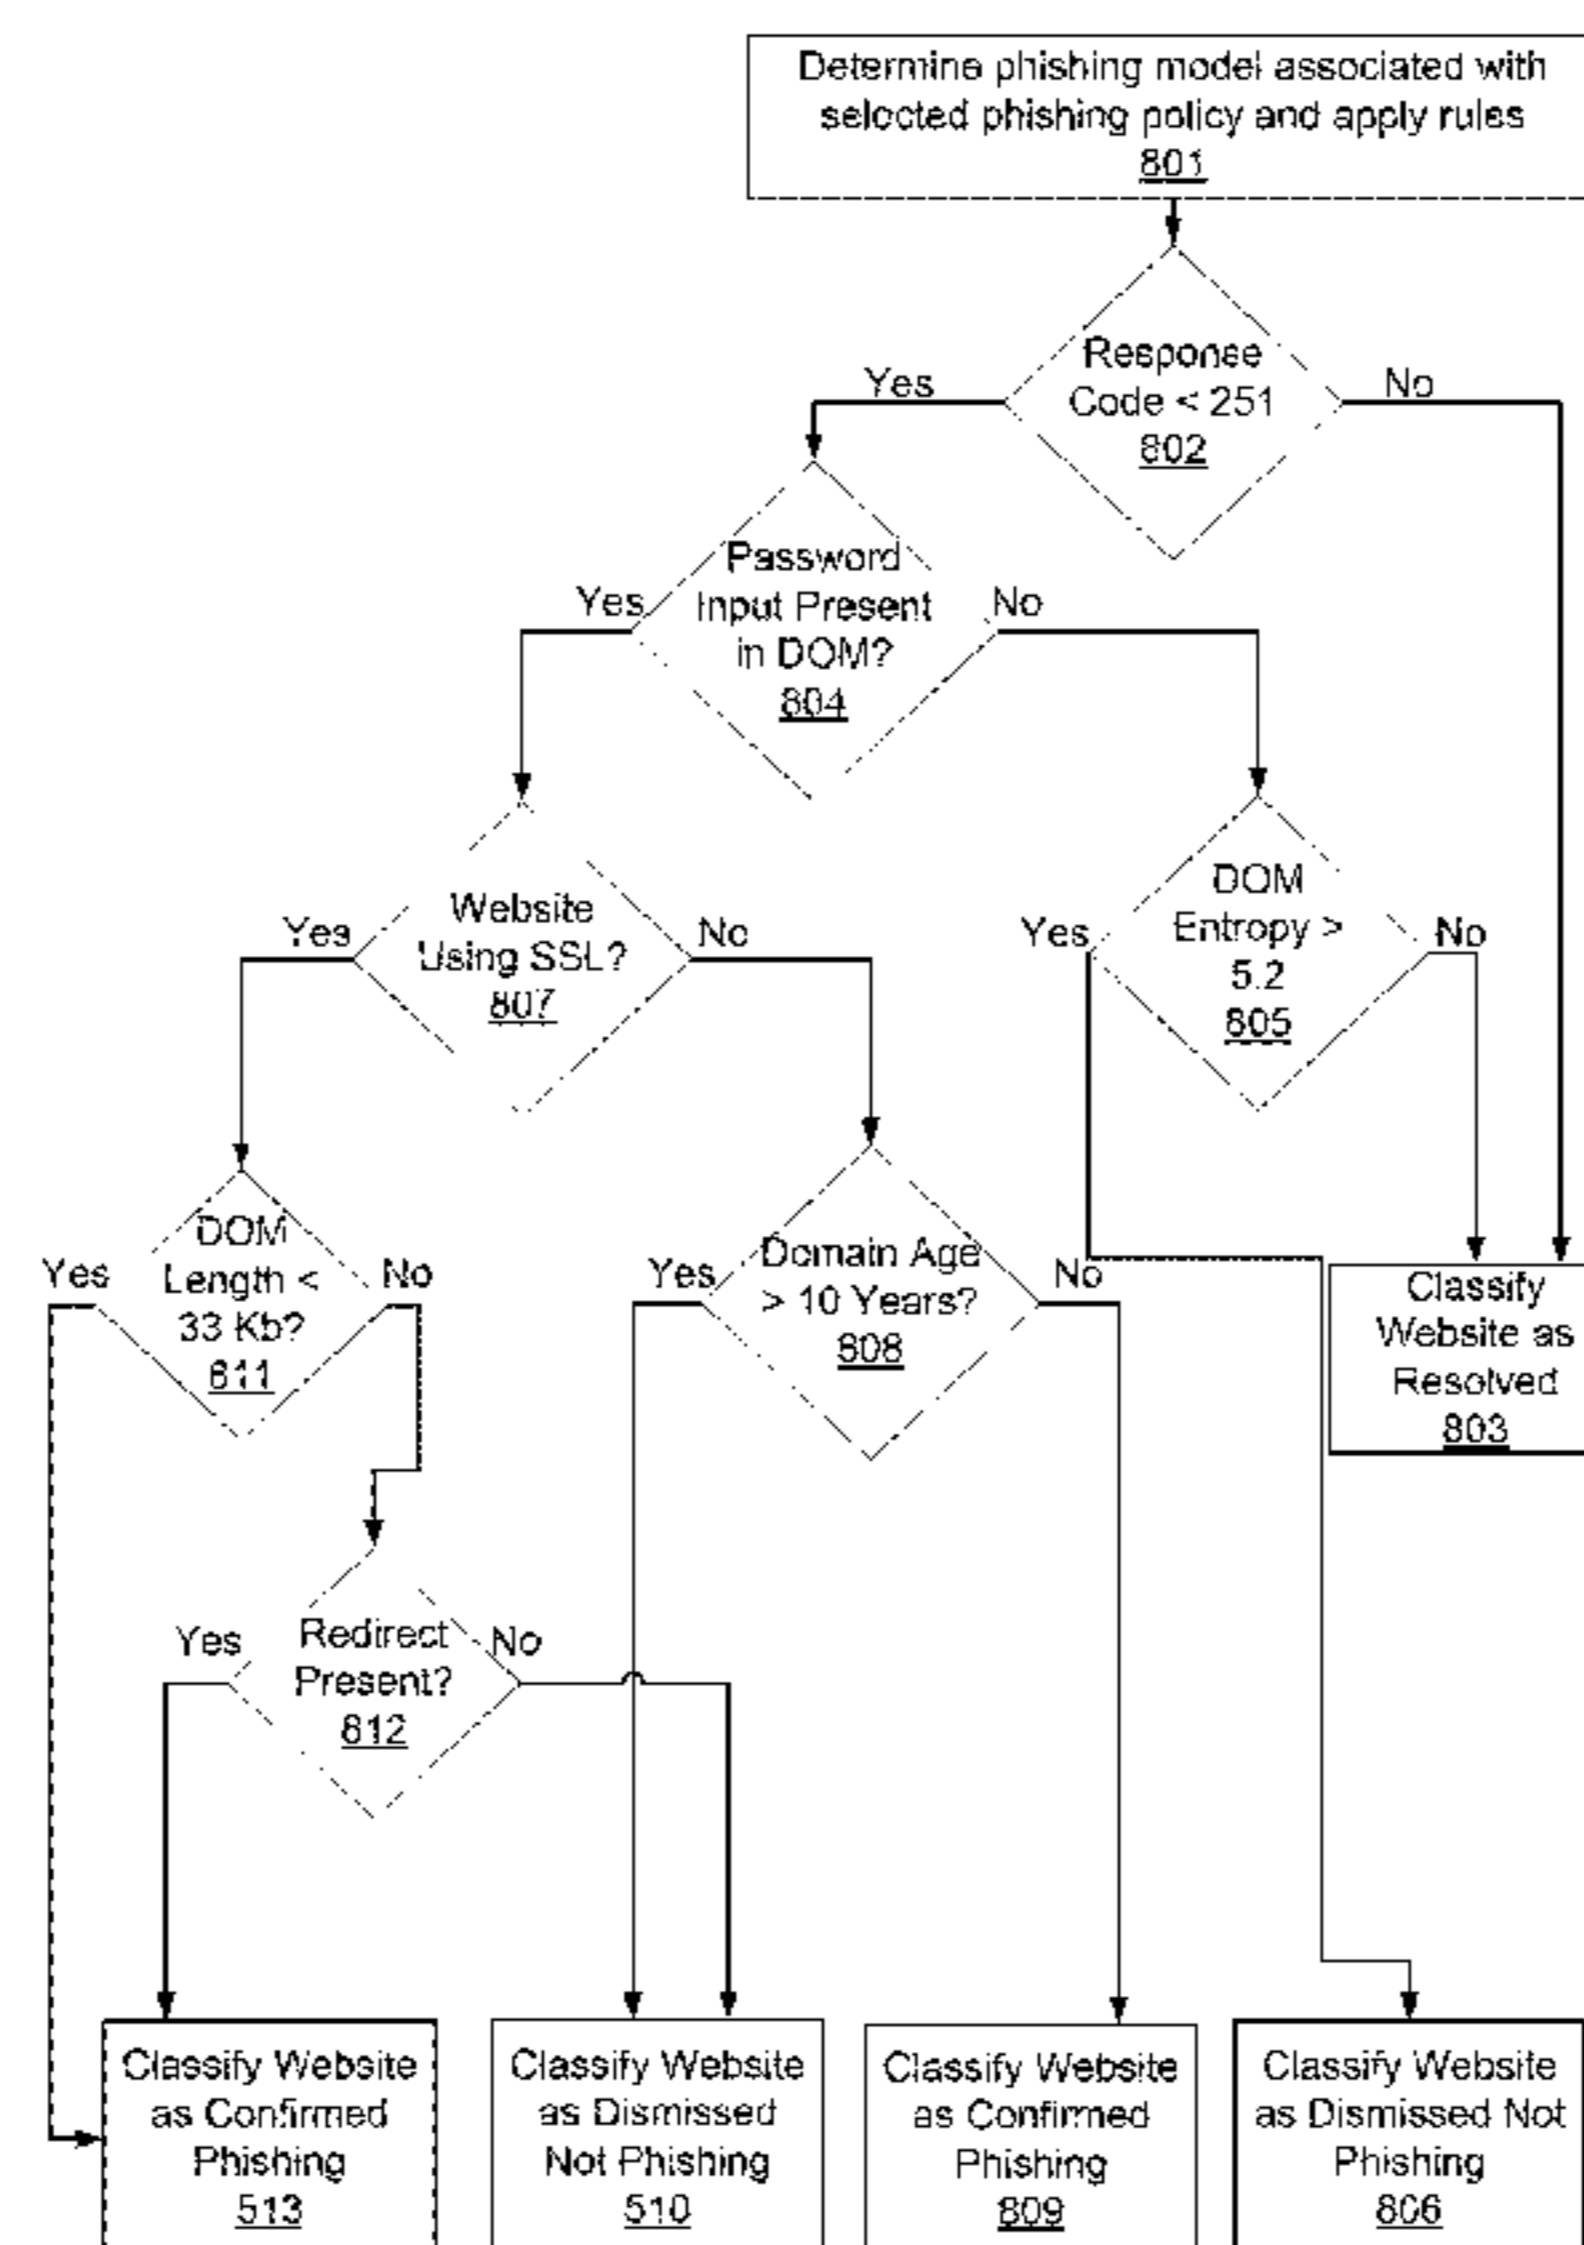 Determine phishing model associated with
selected phishing policy and apply rules
801
Response
Code < 251
802
Yes
No
Password
Input Present
in DOM?
804
Yes
No
Website
Using SSL?
807
Yes
No
DOM
Entropy >
5.2
805
Yes
No
DOM
Length <
33 Kb?
811
Yes
No
Domain Age
> 10 Years?
808
Yes
No
Classify
Website as
Resolved
803
Redirect
Present?
812
Yes
No
Classify Website
as Confirmed
Phishing
513
Classify Website
as Dismissed
Not Phishing
510
Classify Website
as Confirmed
Phishing
809
Classify Website
as Dismissed Not
Phishing
806